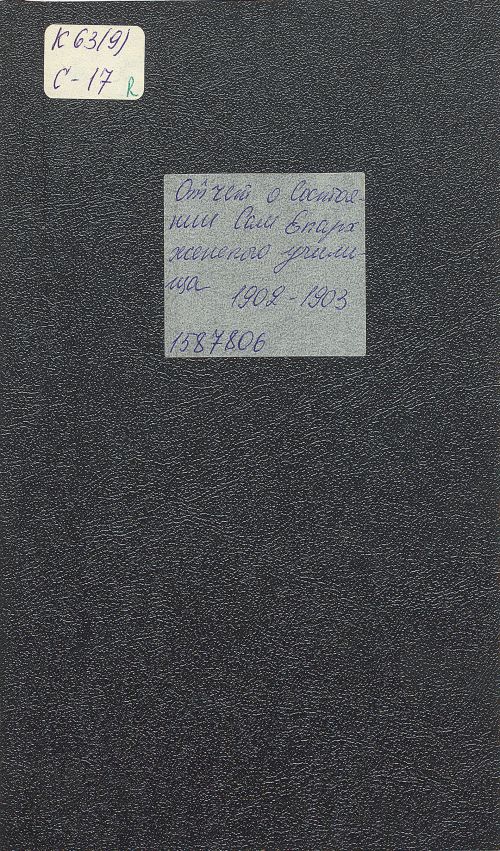 К 63(9)
С-17 R
Отчет о состоя-
нии Сам Епарх
женского учили-
ща 1902-1903
1587806